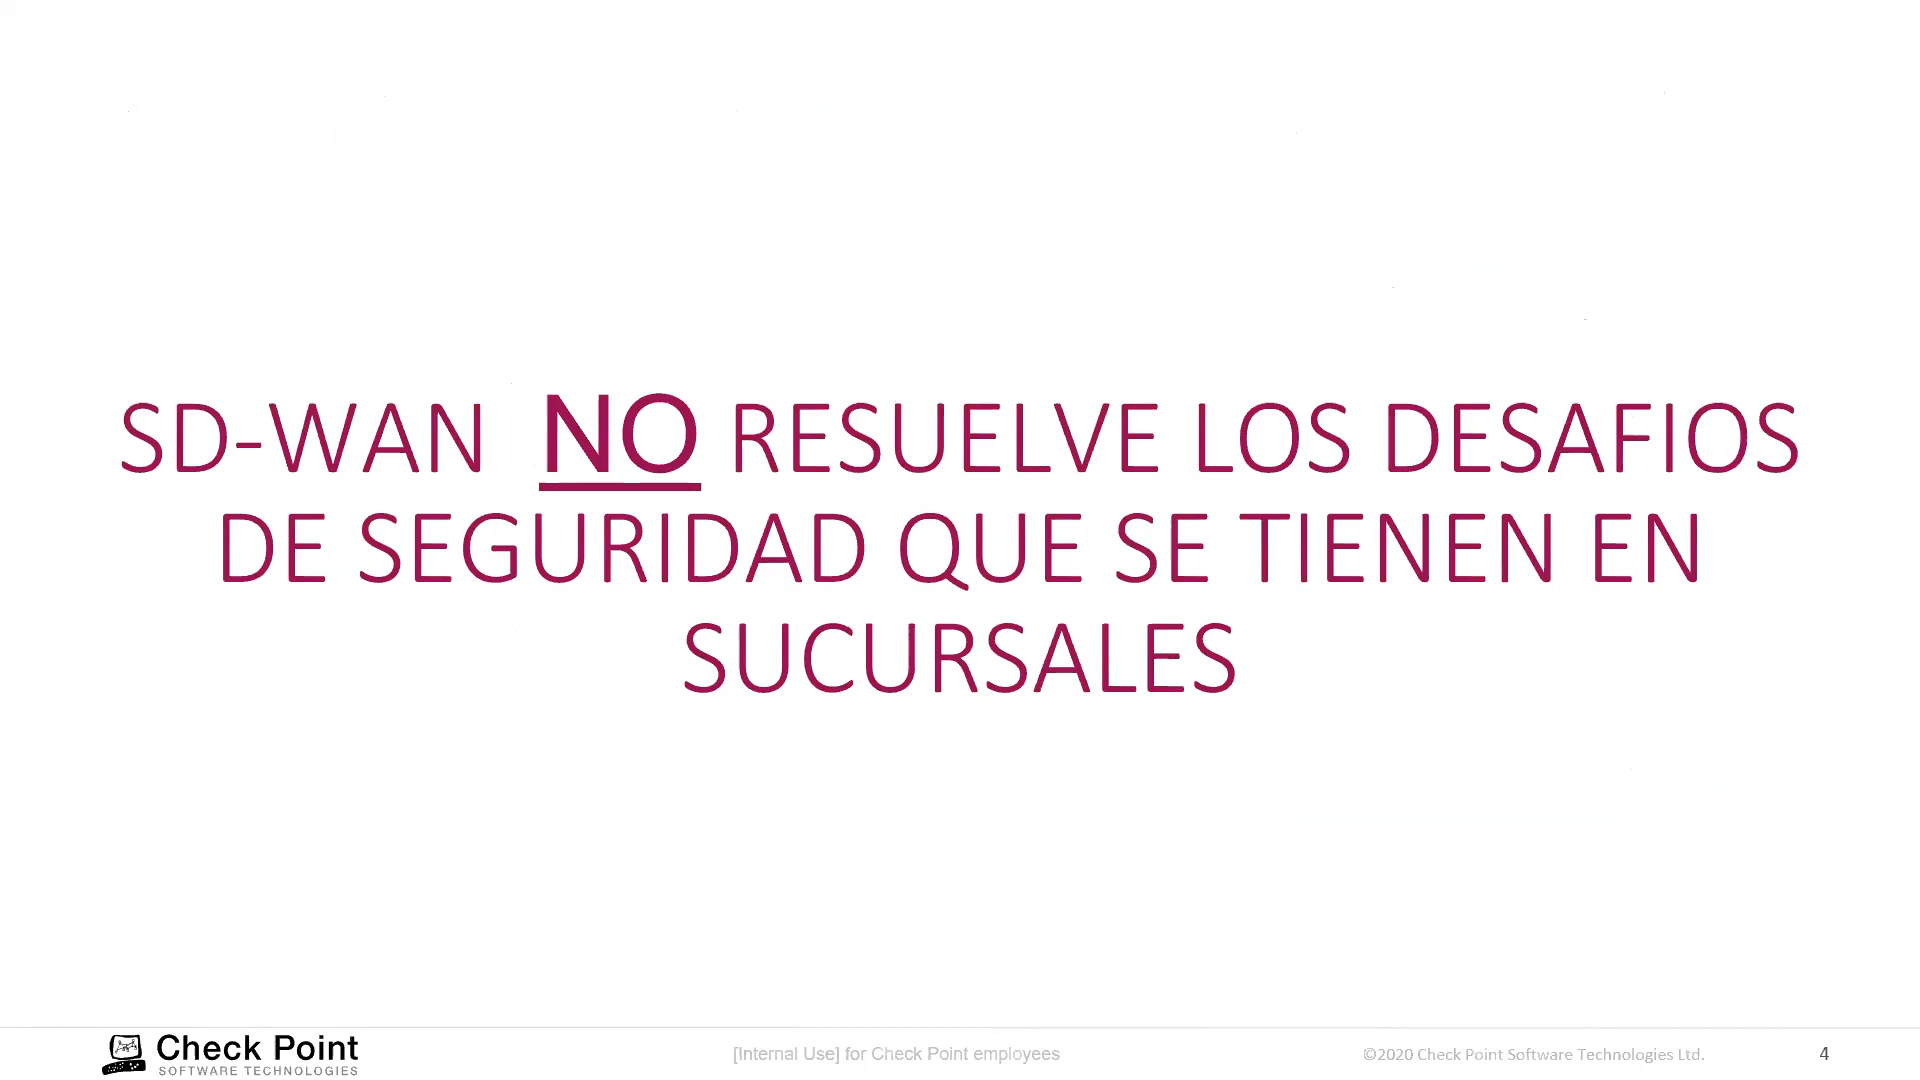 SD-WAN NO RESUELVE LOS DESAFIOS
DE SEGURIDAD QUE SE TIENEN EN
SUCURSALES
Check Point
SOFTWARE TECHNOLOGIES
[Internal Use] for Check Point employees
©2020 Check Point Software Technologies Ltd.
4